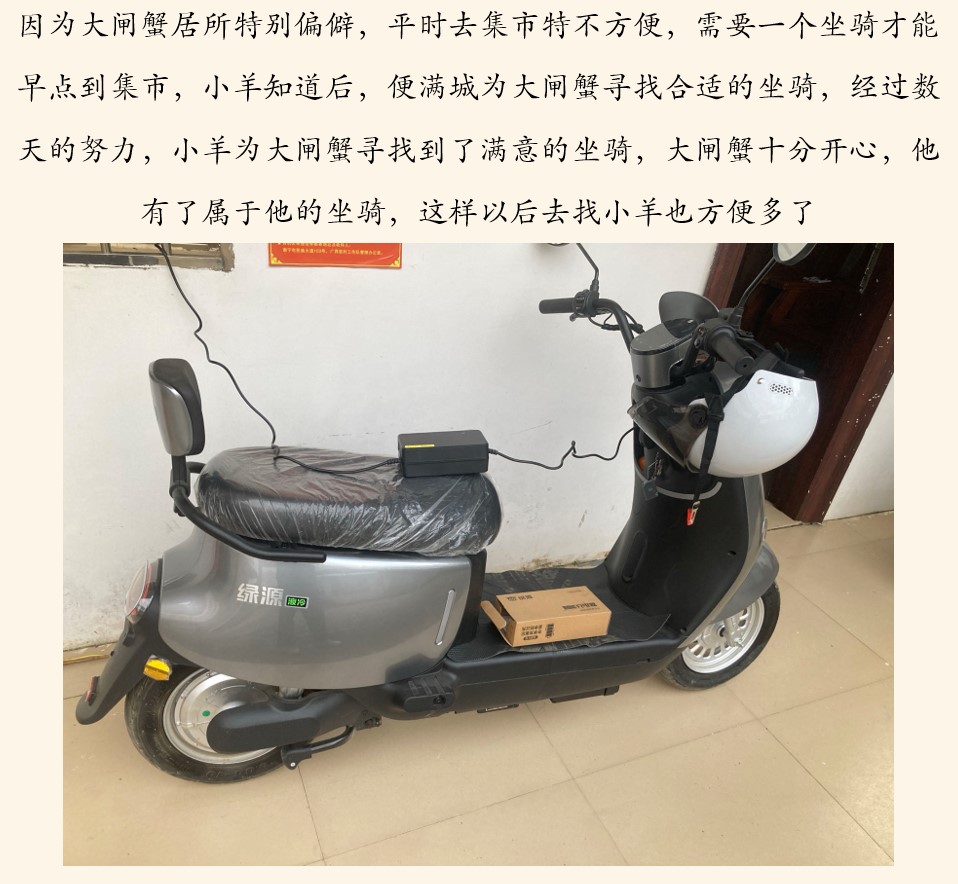 因为大闸蟹居所特别偏僻，平时去集市特不方便，需要一个坐骑才能
早点到集市，小羊知道后，便满城为大闸蟹寻找合适的坐骑，经过数
天的努力，小羊为大闸蟹寻找到了满意的坐骑，大闸蟹十分开心，他
有了属于他的坐骑，这样以后去找小羊也方便多了
绿源 液冷
绿源